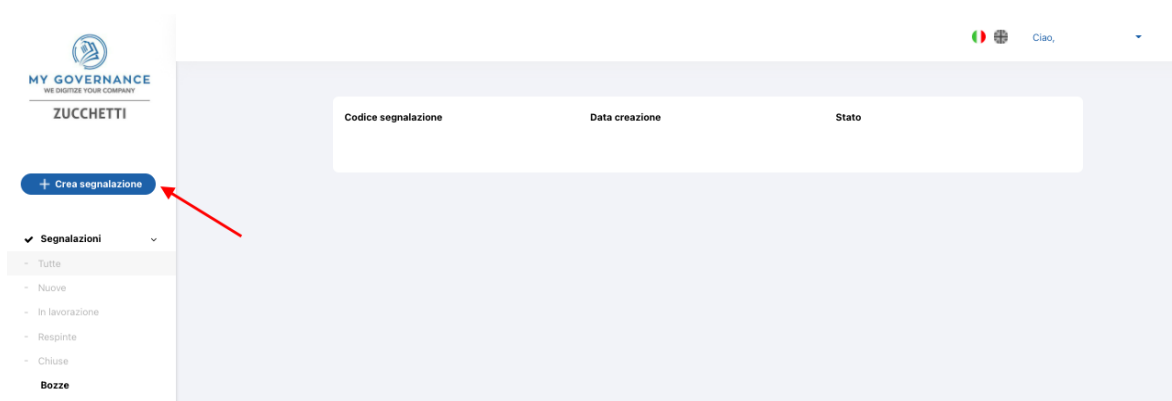 MY GOVERNANCE
WE DIGITIZE YOUR COMPANY
ZUCCHETTI
Ciao,
Codice segnalazione Data creazione Stato
+ Crea segnalazione
Segnalazioni
- Tutte
- Nuove
- In lavorazione
- Respinte
- Chiuse
Bozze